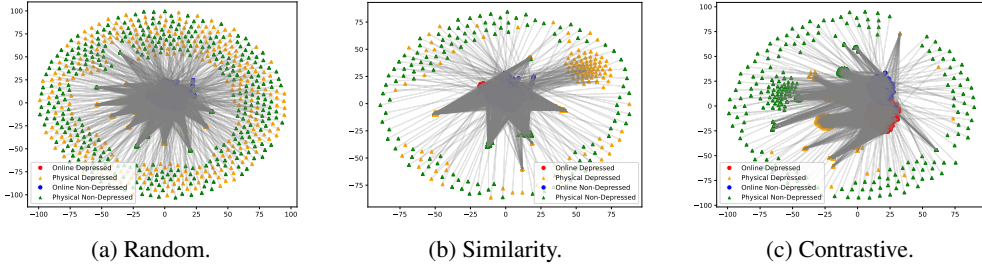 100
75
50
25
0
−25
−50
−75
−100
−100 −75 −50 −25 0 25 50 75 100
Online Depressed
Physical Depressed
Online Non-Depressed
Physical Non-Depressed
(a) Random.
75
50
25
0
−25
−50
−75
−75 −50 −25 0 25 50 75
Online Depressed
Physical Depressed
Online Non-Depressed
Physical Non-Depressed
(b) Similarity.
100
75
50
25
0
−25
−50
−75
−100
−75 −50 −25 0 25 50 75
Online Depressed
Physical Depressed
Online Non-Depressed
Physical Non-Depressed
(c) Contrastive.